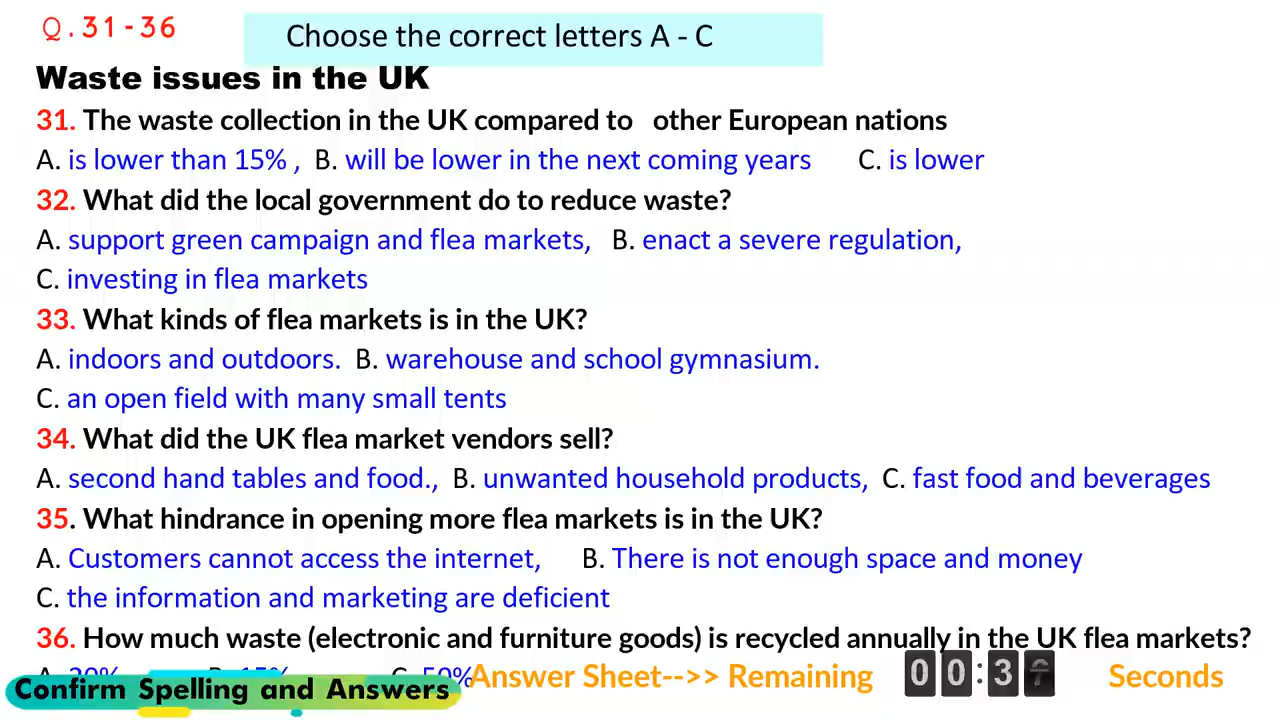 Q.31-36
Choose the correct letters A - C
Waste issues in the UK
31. The waste collection in the UK compared to other European nations
A. is lower than 15% , B. will be lower in the next coming years C. is lower
32. What did the local government do to reduce waste?
A. support green campaign and flea markets, B. enact a severe regulation,
C. investing in flea markets
33. What kinds of flea markets is in the UK?
A. indoors and outdoors. B. warehouse and school gymnasium.
C. an open field with many small tents
34. What did the UK flea market vendors sell?
A. second hand tables and food., B. unwanted household products, C. fast food and beverages
35. What hindrance in opening more flea markets is in the UK?
A. Customers cannot access the internet, B. There is not enough space and money
C. the information and marketing are deficient
36. How much waste (electronic and furniture goods) is recycled annually in the UK flea markets?
Confirm Spelling and Answers
Answer Sheet-->> Remaining 00:3 Seconds